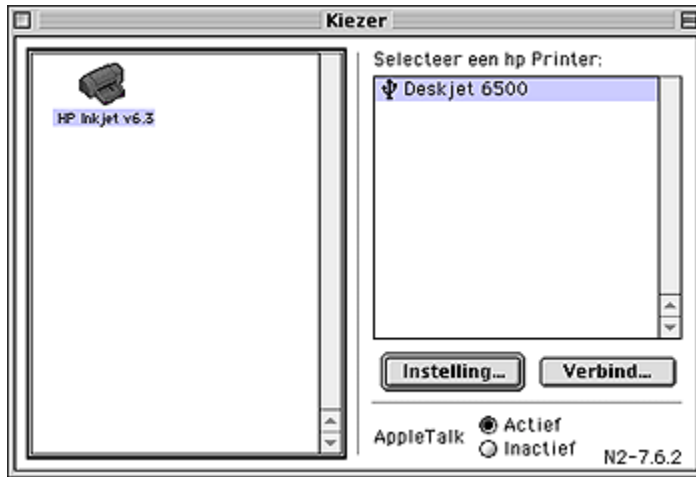 Kiezer
HP Inkjet v6.3
Selecteer een hp Printer:
Deskjet 6500
Instelling...
Verbind...
AppleTalk
Actief
Inactief
N2-7.6.2